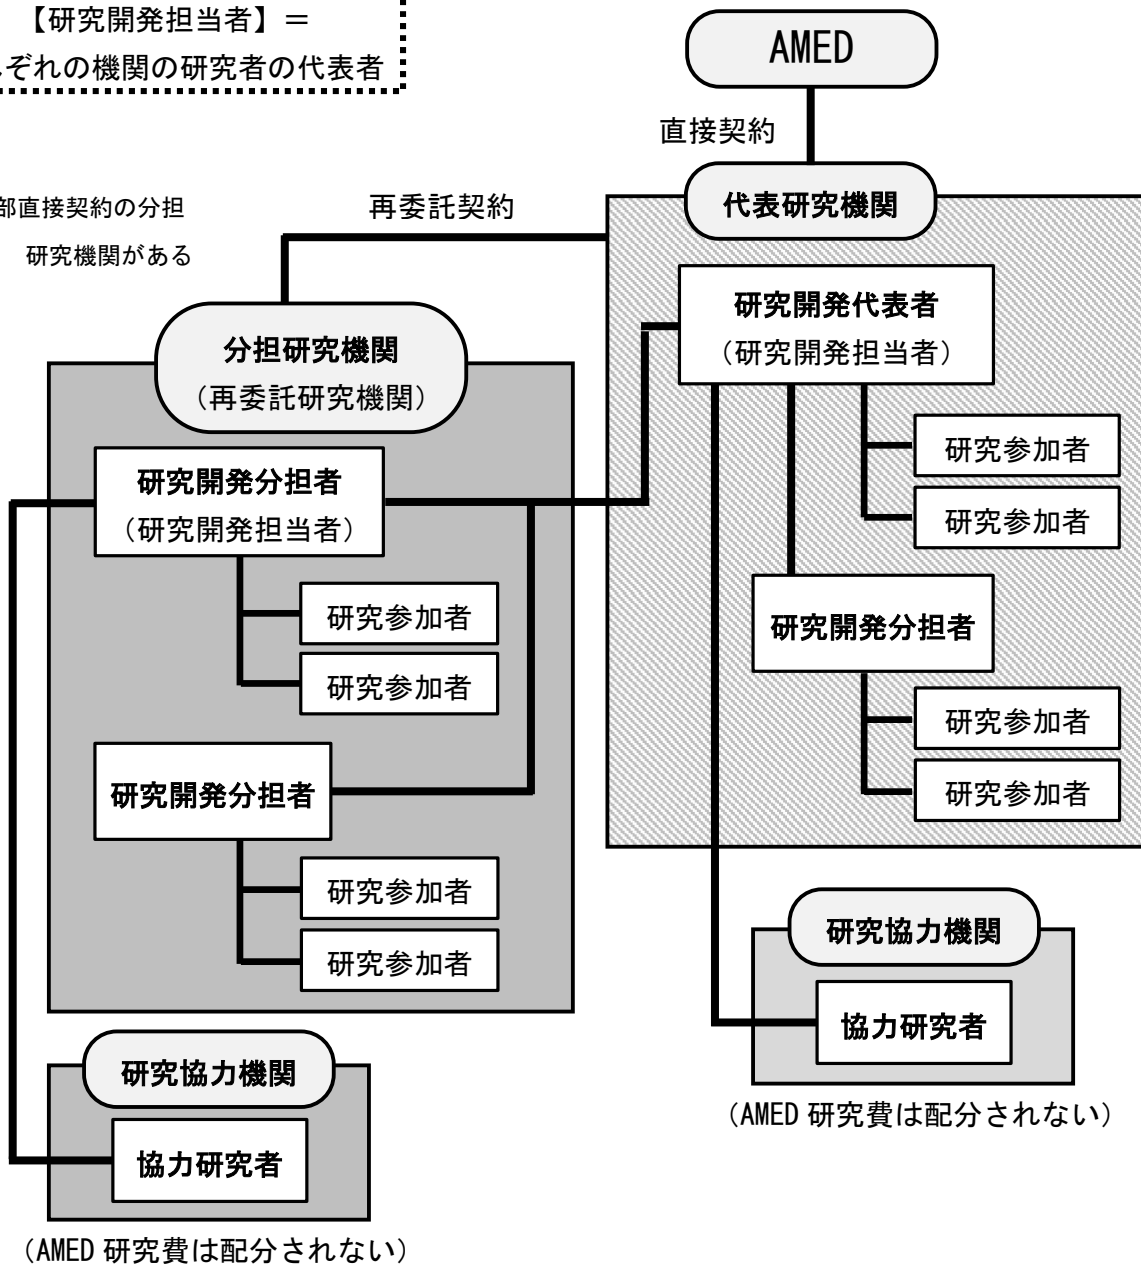 【研究開発担当者】＝
ぞれの機関の研究者の代表者
AMED
直接契約
部直接契約の分担
研究機関がある
再委託契約
代表研究機関
研究開発代表者
（研究開発担当者）
研究参加者
研究参加者
研究開発分担者
研究参加者
研究参加者
分担研究機関
（再委託研究機関）
研究開発分担者
（研究開発担当者）
研究参加者
研究参加者
研究開発分担者
研究参加者
研究参加者
研究協力機関
協力研究者
（AMED 研究費は配分されない）
研究協力機関
協力研究者
（AMED 研究費は配分されない）